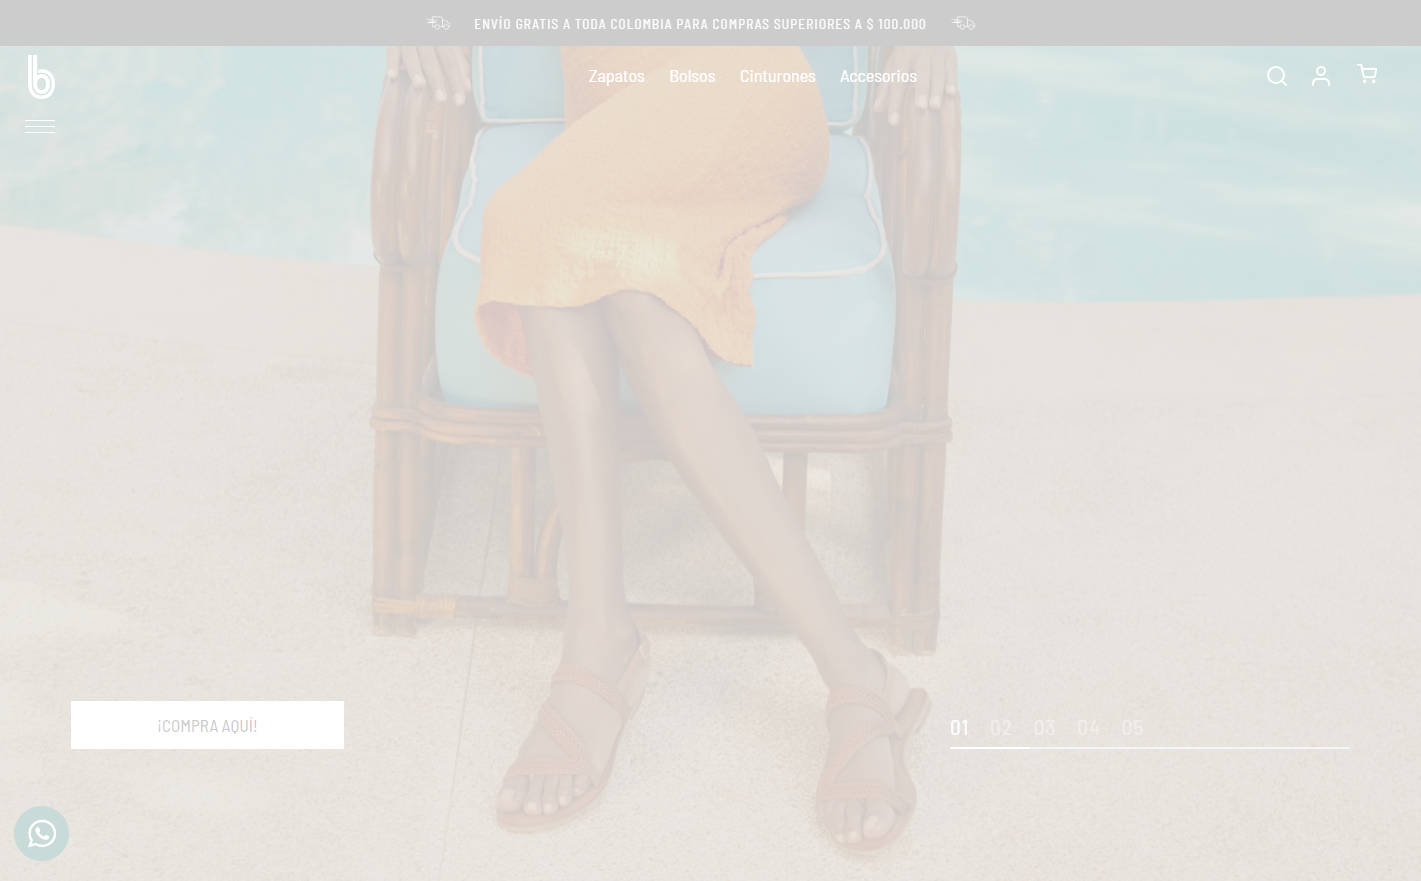 ENVÍO GRATIS A TODA COLOMBIA PARA COMPRAS SUPERIORES A $ 100.000
b
Zapatos Bolsos Cinturones Accesorios
¡COMPRA AQUÍ!
01 02 03 04 05